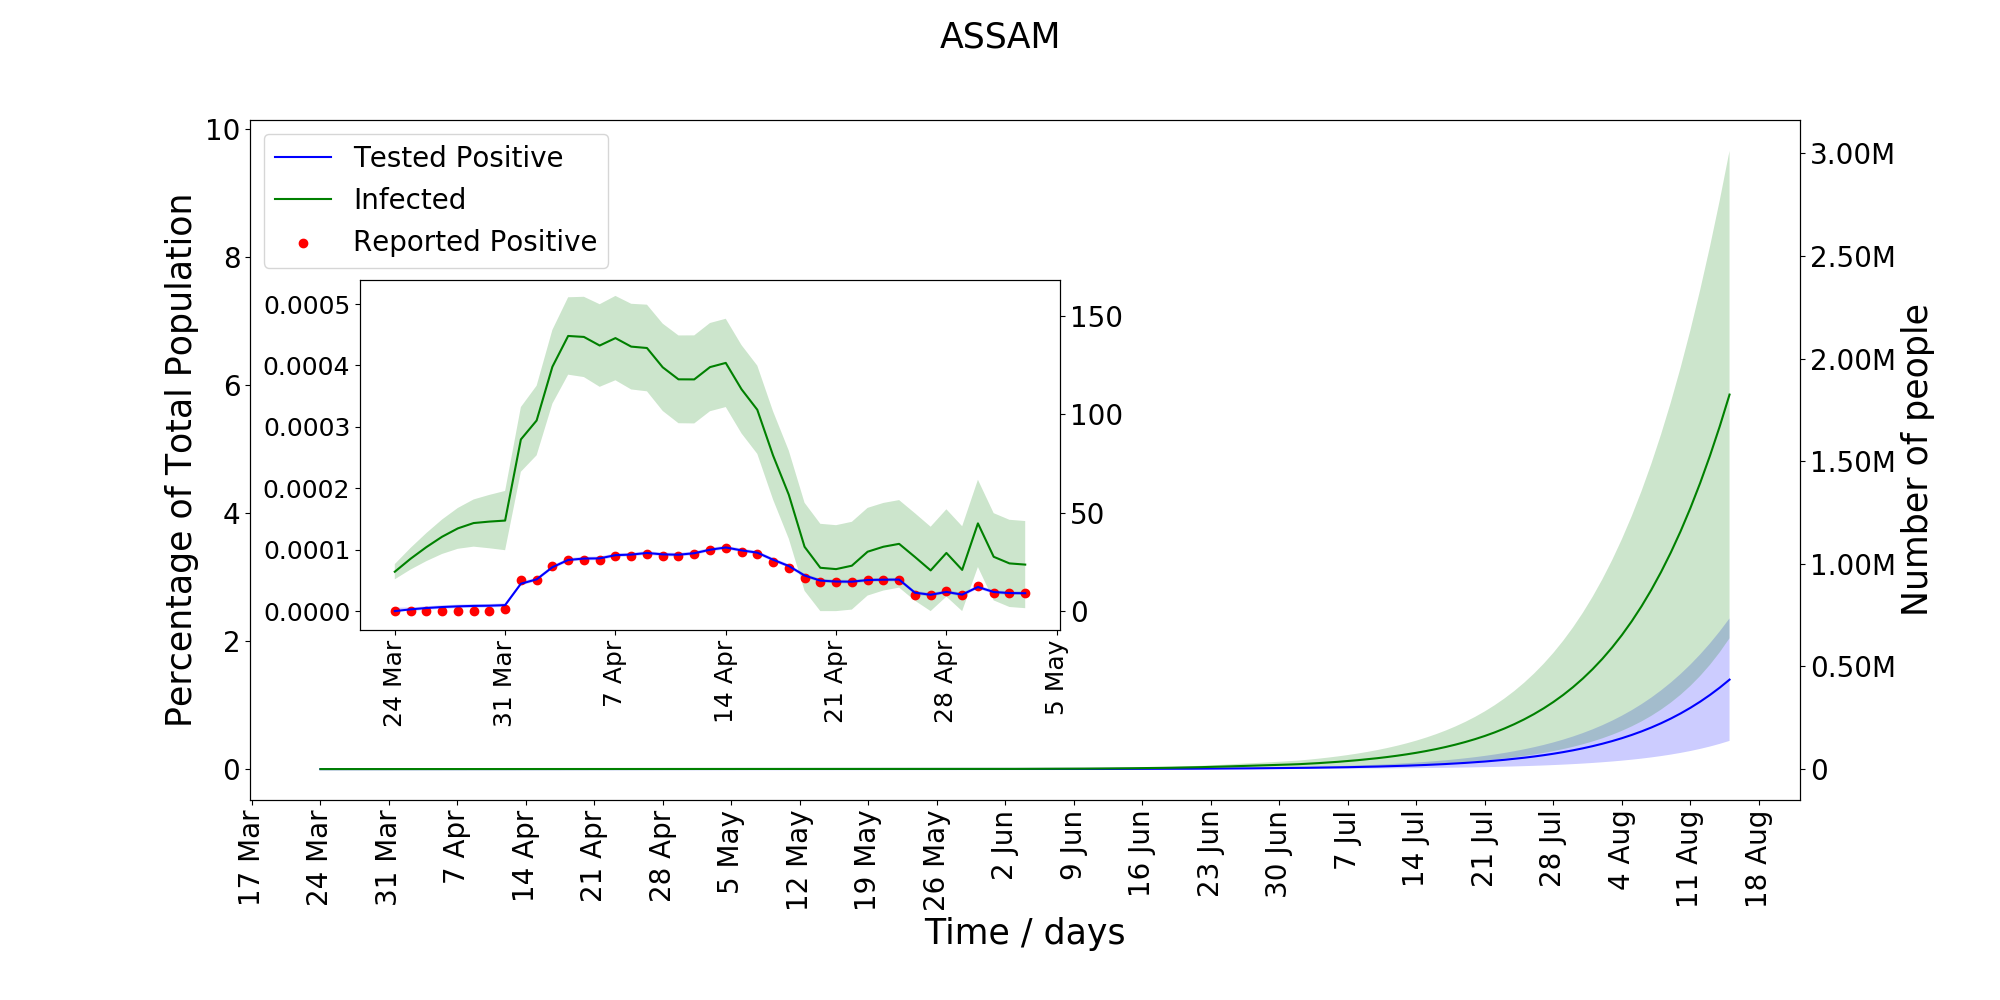 ASSAM
Percentage of Total Population
10
8
6
4
2
0
Tested Positive
Infected
Reported Positive
0.0005
0.0004
0.0003
0.0002
0.0001
0.0000
150
100
50
0
24 Mar
31 Mar
7 Apr
14 Apr
21 Apr
28 Apr
5 May
3.00M
2.50M
2.00M
1.50M
1.00M
0.50M
0
Number of people
17 Mar
24 Mar
31 Mar
7 Apr
14 Apr
21 Apr
28 Apr
5 May
12 May
19 May
26 May
2 Jun
9 Jun
16 Jun
23 Jun
30 Jun
7 Jul
14 Jul
21 Jul
28 Jul
4 Aug
11 Aug
18 Aug
Time / days